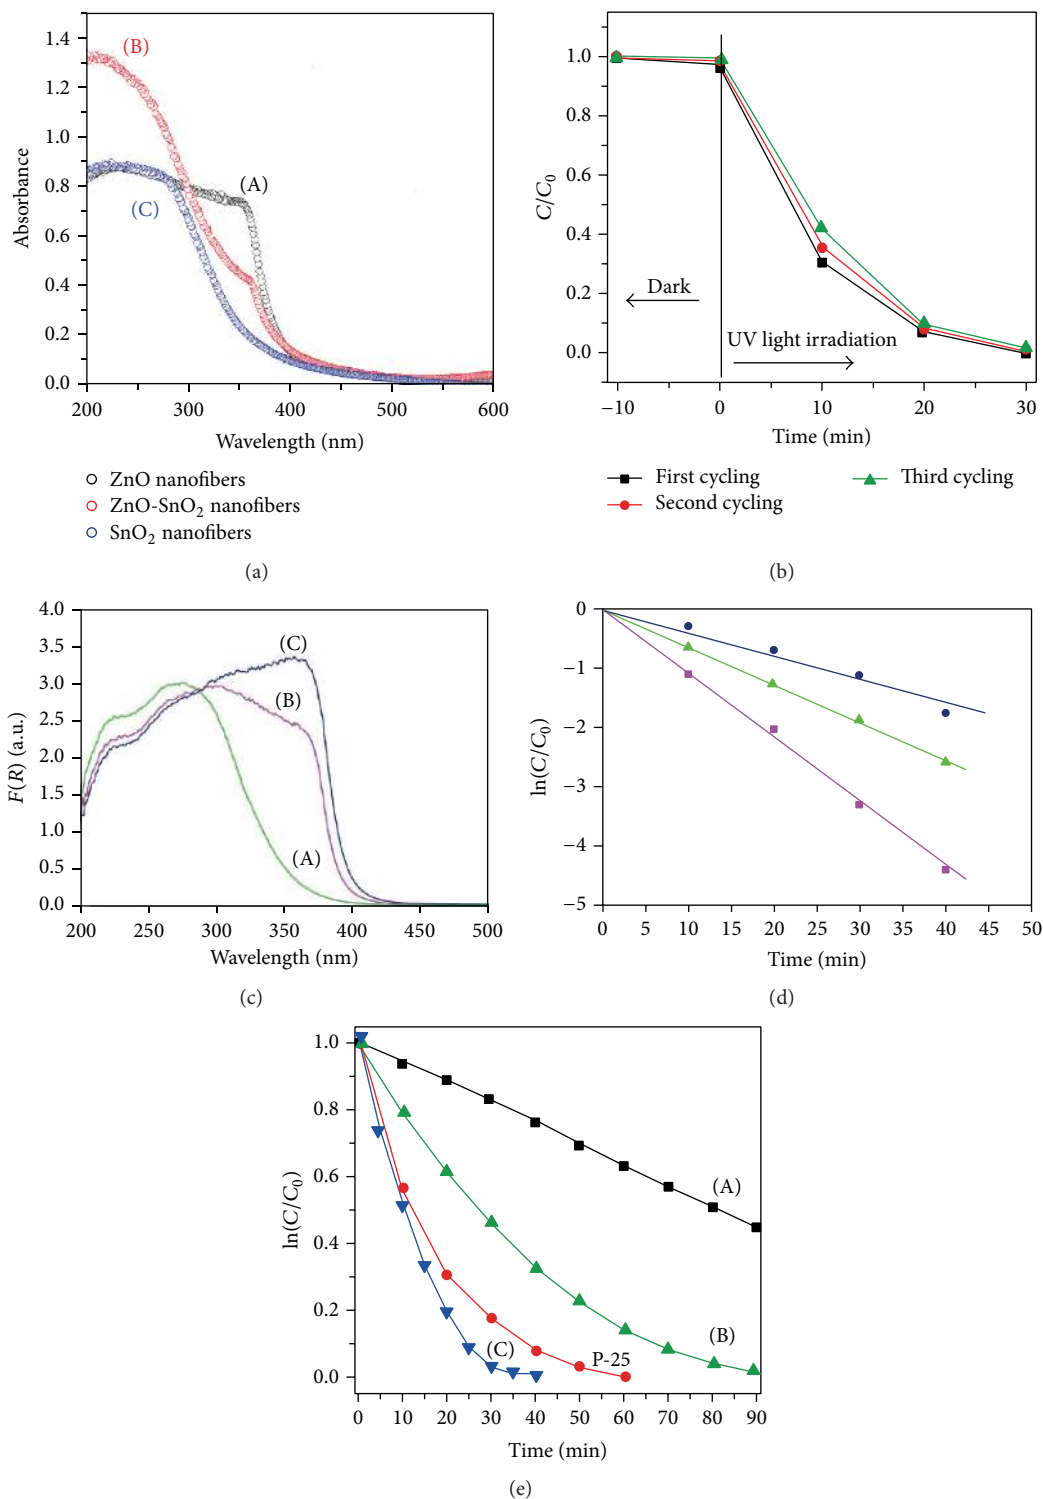 1.4
1.2
1.0
0.8
0.6
0.4
0.2
0.0
Absorbance
(B)
(A)
(C)
200
300
400
500
600
Wavelength (nm)
ZnO nanofibers
ZnO-SnO2 nanofibers
SnO2 nanofibers
(a)
1.0
0.8
0.6
0.4
0.2
0.0
C/C0
Dark
UV light irradiation
−10
0
10
20
30
Time (min)
First cycling
Second cycling
Third cycling
(b)
4.0
3.5
3.0
2.5
2.0
1.5
1.0
0.5
0.0
F(R) (a.u.)
(C)
(B)
(A)
200
250
300
350
400
450
500
Wavelength (nm)
(c)
0
−1
−2
−3
−4
−5
ln(C/C0)
0
5
10
15
20
25
30
35
40
45
50
Time (min)
(d)
1.0
0.8
0.6
0.4
0.2
0.0
ln(C/C0)
(A)
(B)
(C)
P-25
0
10
20
30
40
50
60
70
80
90
Time (min)
(e)